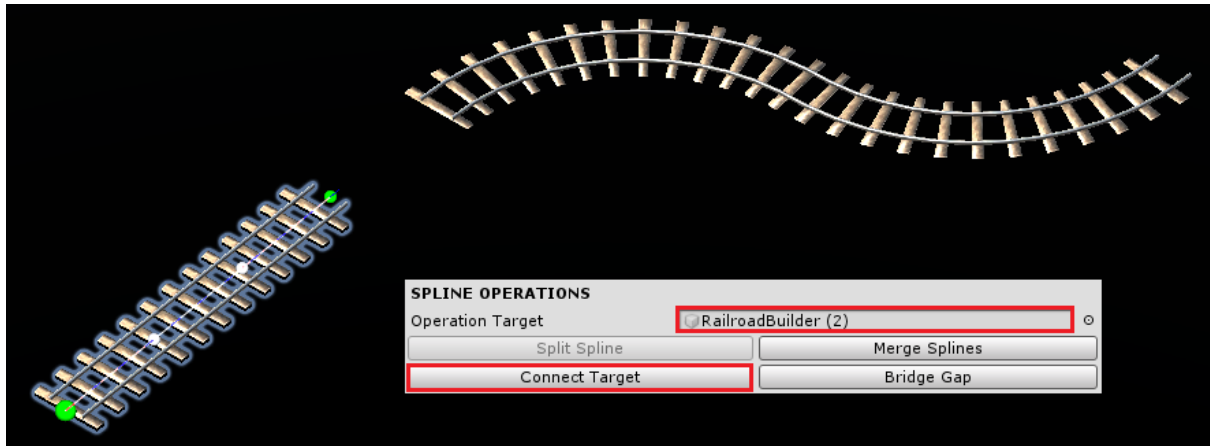 SPLINE OPERATIONS
Operation Target RailroadBuilder (2)
Split Spline Merge Splines
Connect Target Bridge Gap